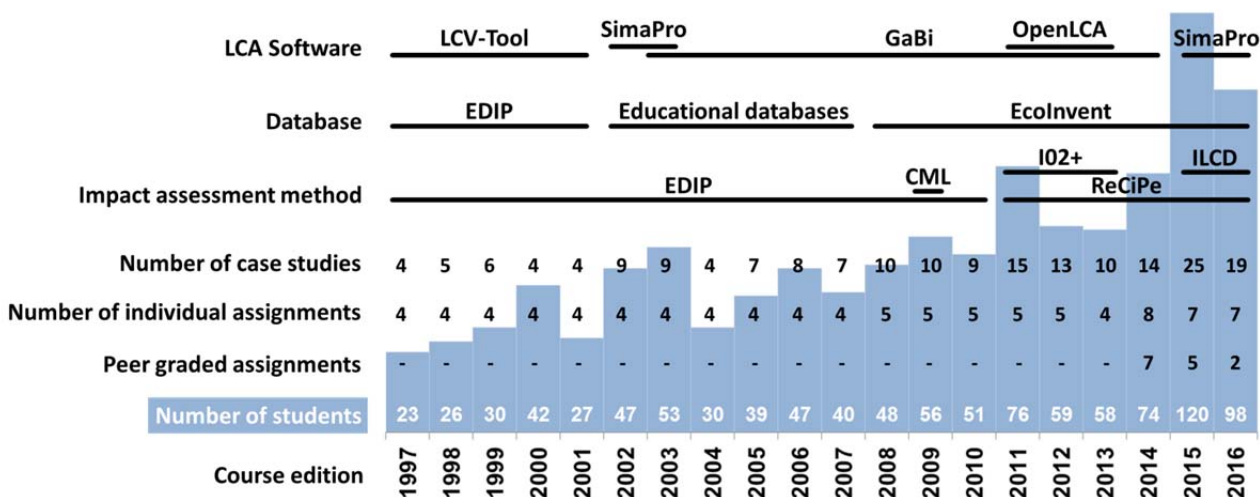 LCA Software LCV-Tool SimaPro GaBi OpenLCA SimaPro
Database EDIP Educational databases EcoInvent
Impact assessment method EDIP CML I02+ ReCiPe ILCD
Number of case studies 4 5 6 4 4 9 9 4 7 8 7 10 10 9 15 13 10 14 25 19
Number of individual assignments 4 4 4 4 4 4 4 4 4 4 4 5 5 5 5 5 4 8 7 7
Peer graded assignments - - - - - - - - - - - - - - - - - 7 5 2
Number of students 23 26 30 42 27 47 53 30 39 47 40 48 56 51 76 59 58 74 120 98
Course edition 1997 1998 1999 2000 2001 2002 2003 2004 2005 2006 2007 2008 2009 2010 2011 2012 2013 2014 2015 2016